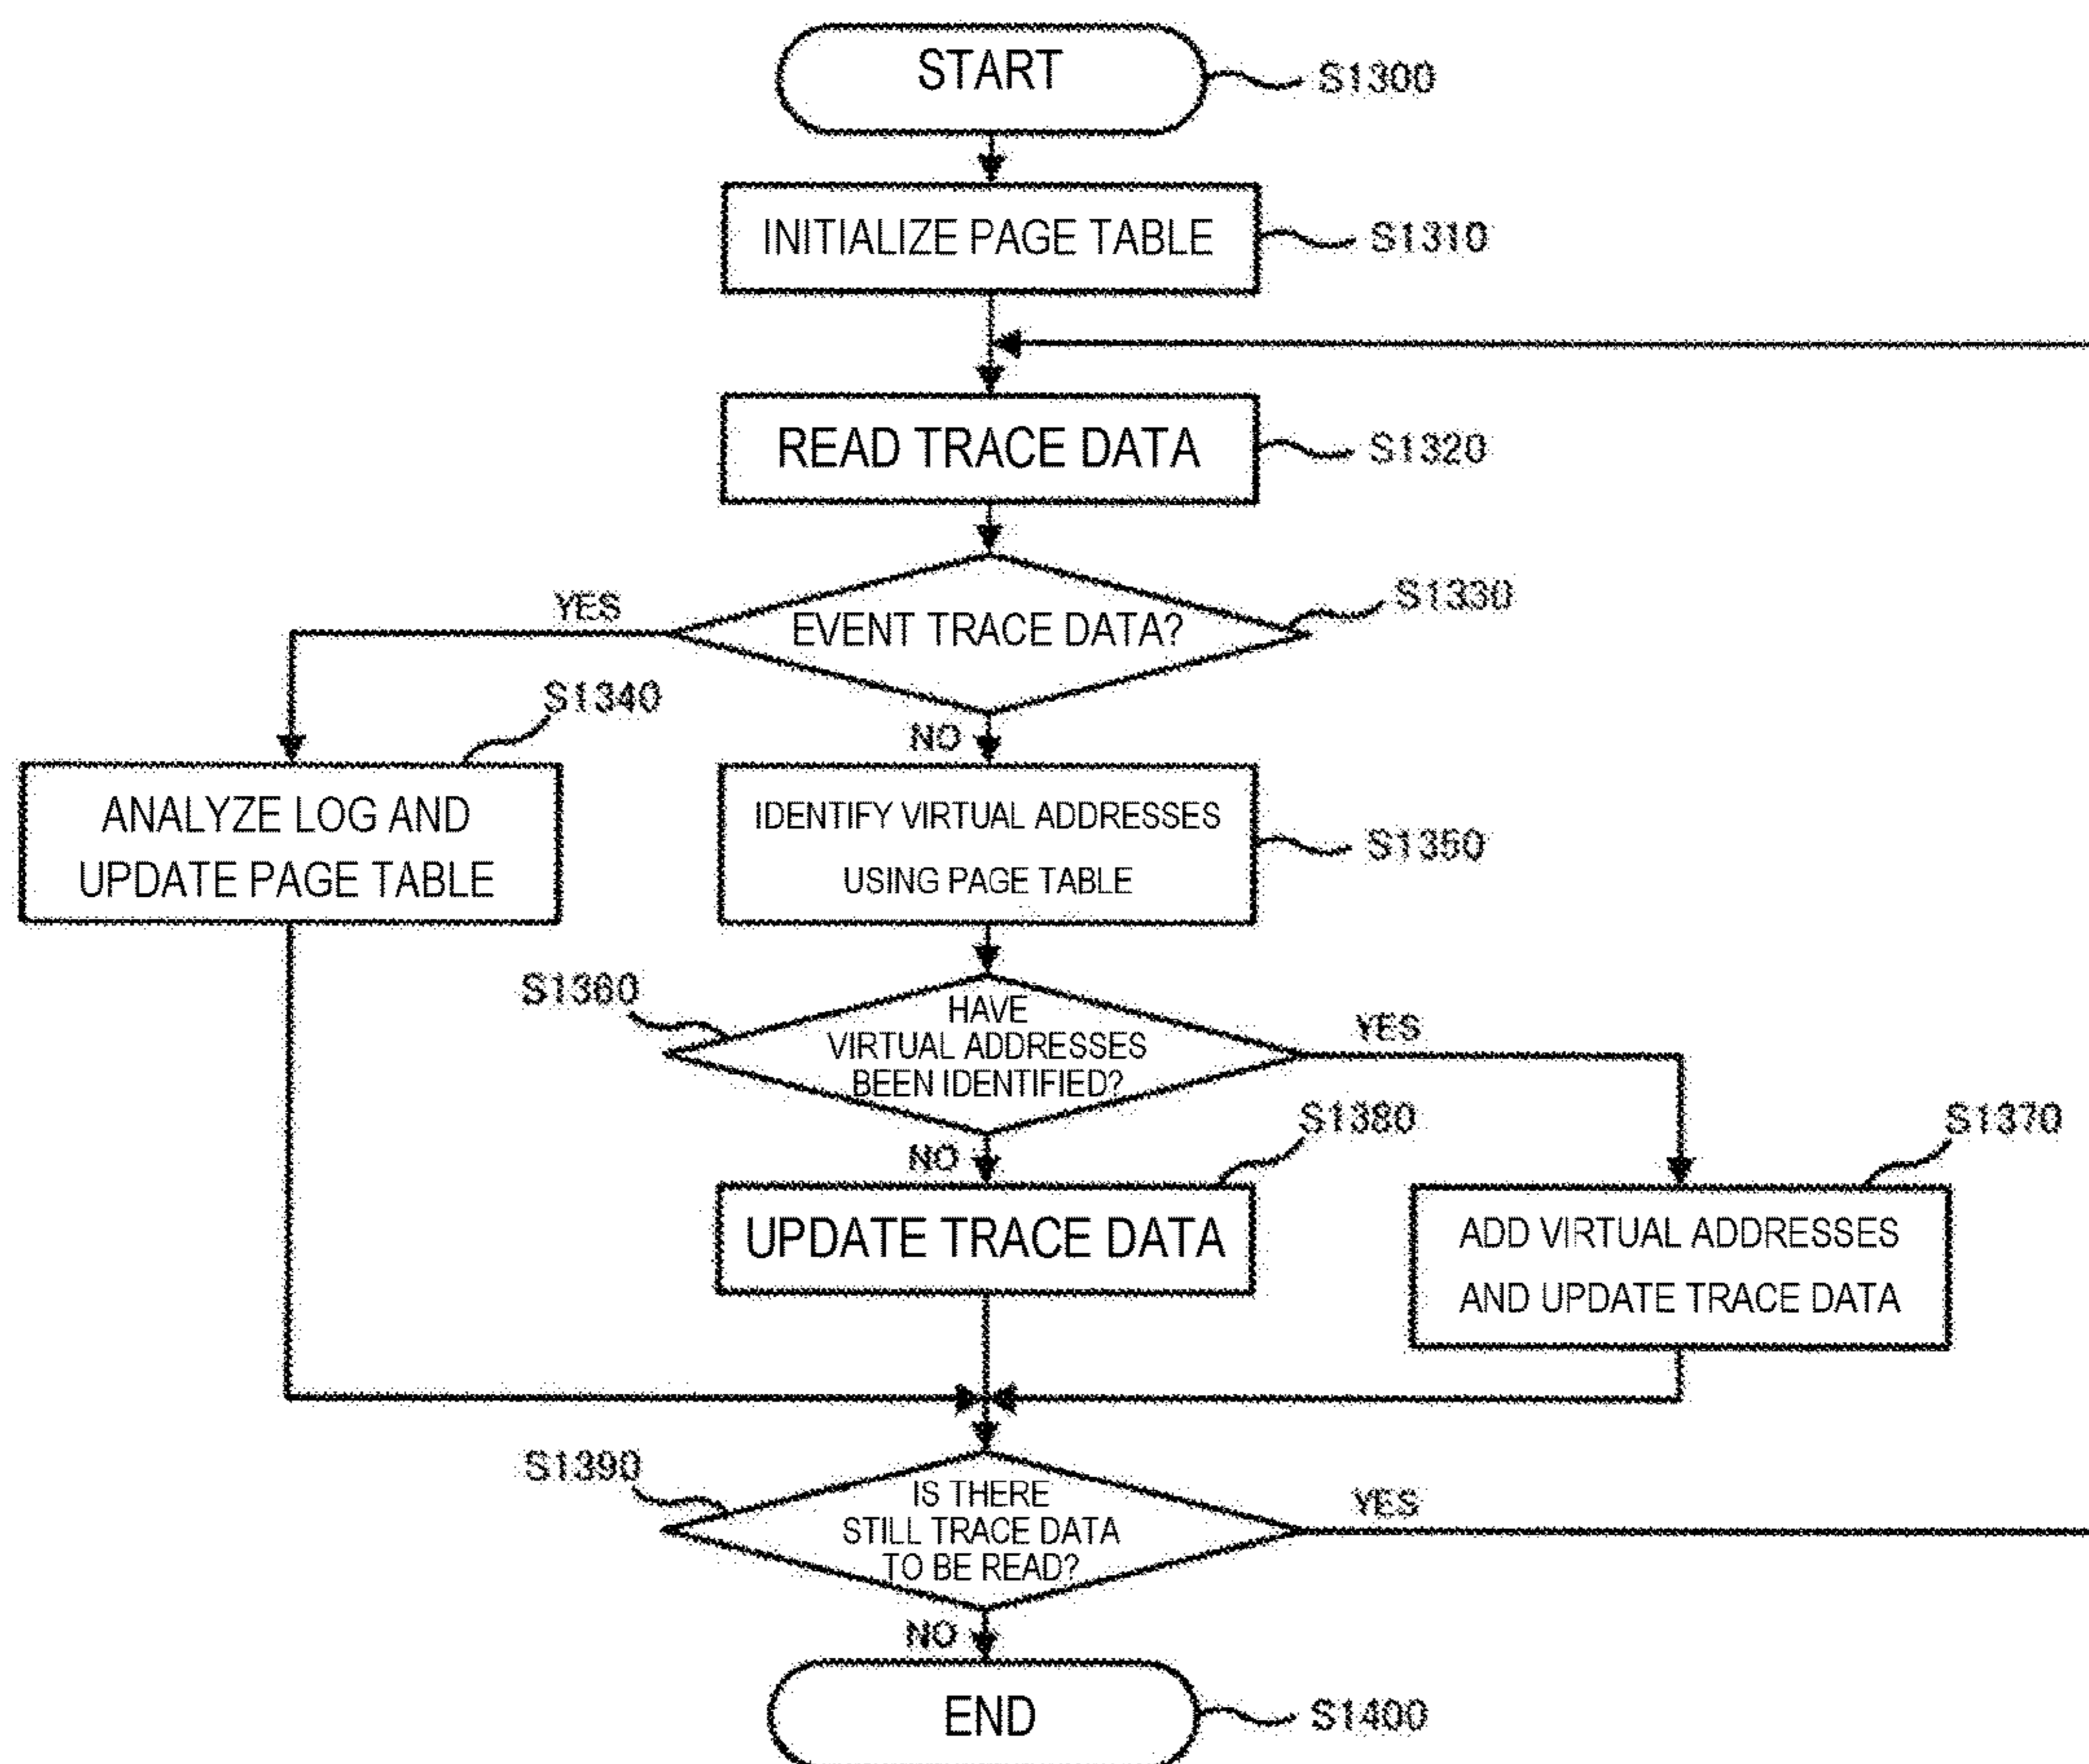 START
S1300
INITIALIZE PAGE TABLE
S1310
READ TRACE DATA
S1320
EVENT TRACE DATA?
S1330
YES
S1340
NO
ANALYZE LOG AND
UPDATE PAGE TABLE
IDENTIFY VIRTUAL ADDRESSES
USING PAGE TABLE
S1350
S1360
HAVE
VIRTUAL ADDRESSES
BEEN IDENTIFIED?
YES
NO
S1380
S1370
UPDATE TRACE DATA
ADD VIRTUAL ADDRESSES
AND UPDATE TRACE DATA
S1390
IS THERE
STILL TRACE DATA
TO BE READ?
YES
NO
END
S1400